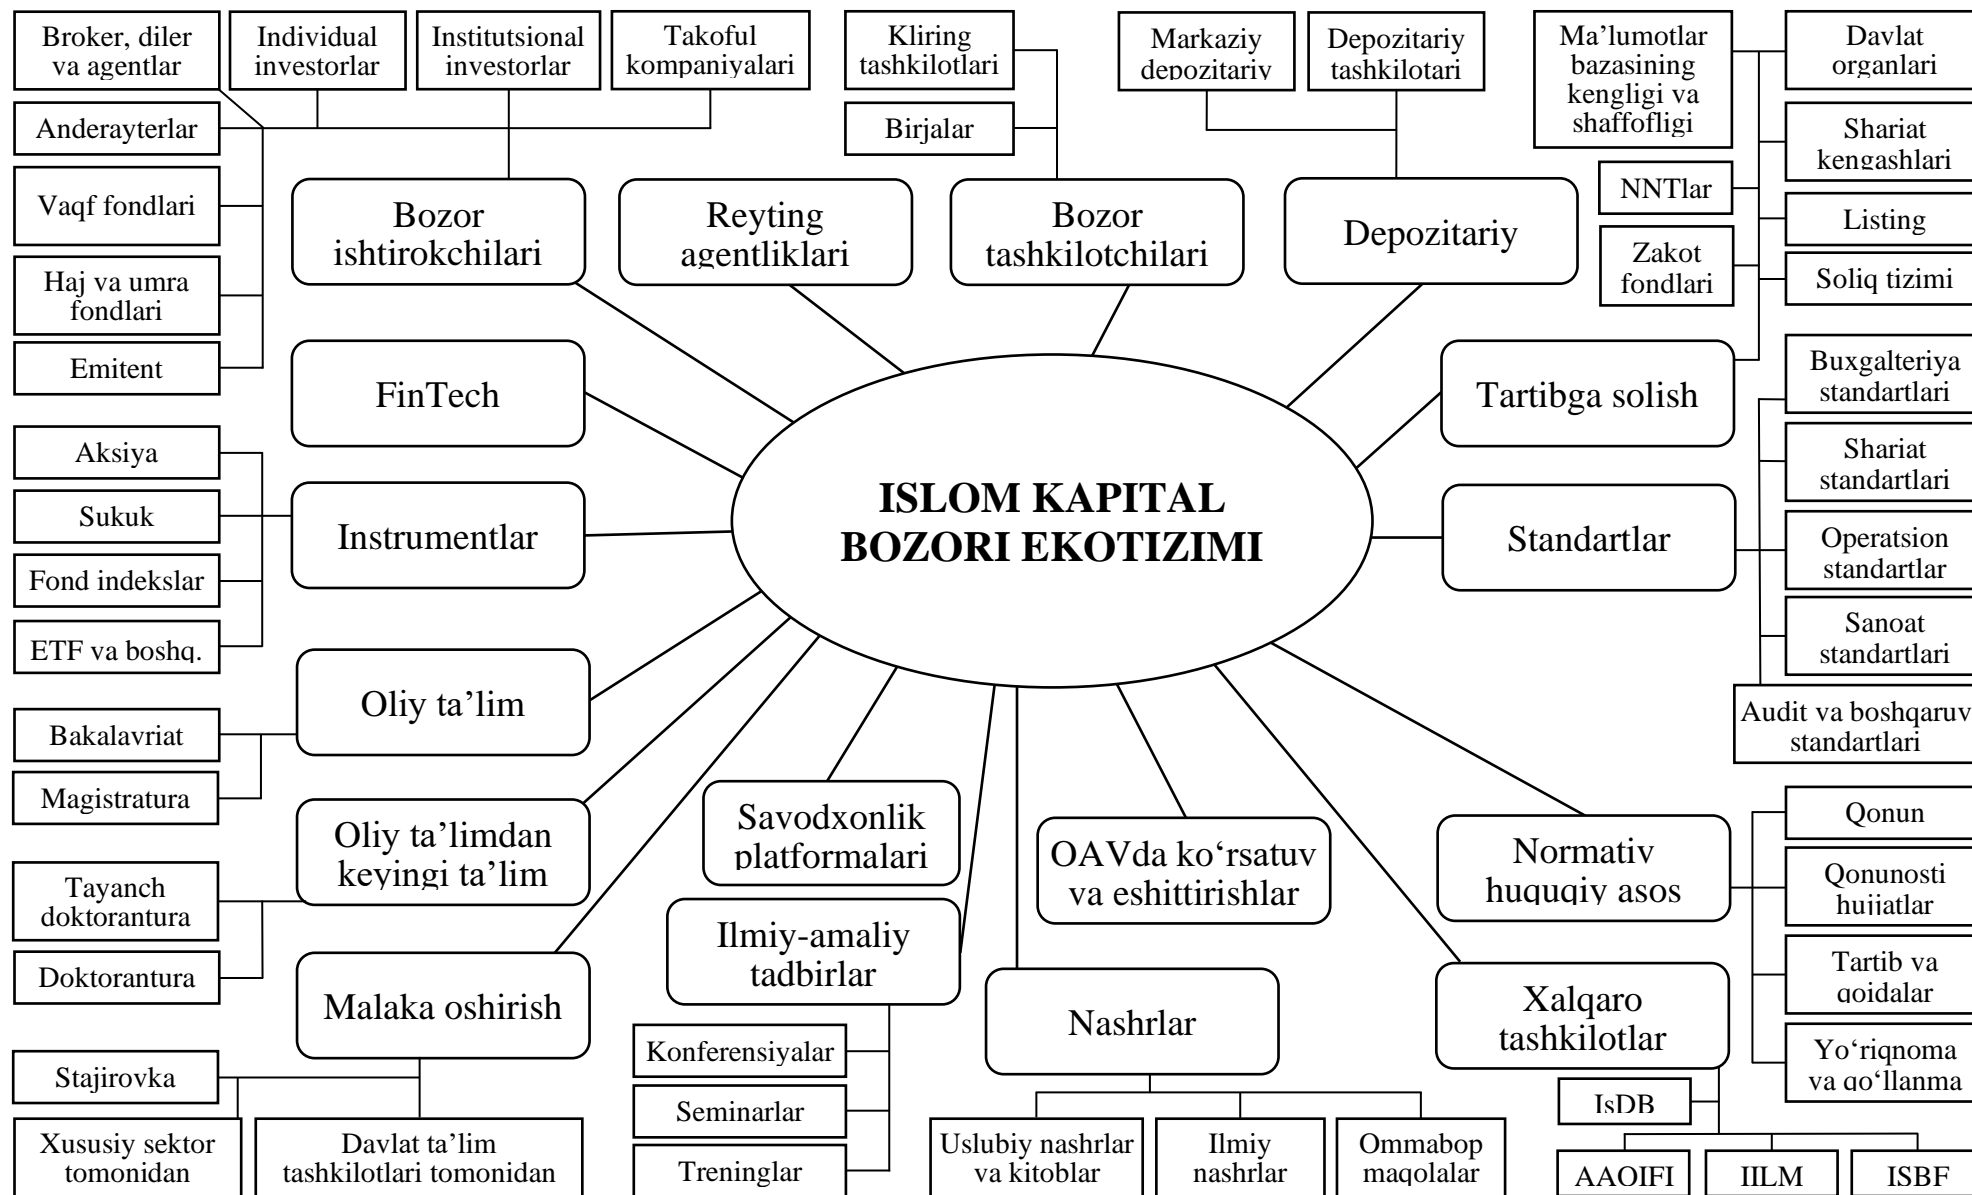 Broker, diler
va agentlar
Individual
investorlar
Institutsional
investorlar
Takoful
kompaniyalari
Kliring
tashkilotlari
Markaziy
depozitariy
Depozitariy
tashkilotari
Ma’lumotlar
bazasining
kengligi va
shaffofligi
Davlat
organlari
Anderayterlar
Birjalar
Shariat
kengashlari
Vaqf fondlari
NNTlar
Listing
Bozor
ishtirokchilari
Reyting
agentliklari
Bozor
tashkilotchilari
Depozitariy
Zakot
fondlari
Soliq tizimi
Haj va umra
fondlari
Emitent
FinTech
Tartibga solish
Buxgalteriya
standartlari
Aksiya
Shariat
standartlari
Sukuk
Instrumentlar
ISLOM KAPITAL
BOZORI EKOTIZIMI
Standartlar
Operatsion
standartlar
Fond indekslar
ETF va boshq.
Sanoat
standartlari
Oliy ta’lim
Audit va boshqaruv
standartlari
Bakalavriat
Magistratura
Oliy ta’limdan
keyingi ta’lim
Savodxonlik
platformalari
OAVda ko‘rsatuv
va eshittirishlar
Normativ
huquqiy asos
Qonun
Tayanch
doktorantura
Qonunosti
hujjatlar
Doktorantura
Ilmiy-amaliy
tadbirlar
Tartib va
qoidalar
Malaka oshirish
Nashrlar
Xalqaro
tashkilotlar
Stajirovka
Konferensiyalar
Yo‘riqnoma
va qo‘llanma
IsDB
Seminarlar
Xususiy sektor
tomonidan
Davlat ta’lim
tashkilotlari tomonidan
Treninglar
Uslubiy nashrlar
va kitoblar
Ilmiy
nashrlar
Ommabop
maqolalar
AAOIFI
IILM
ISBF